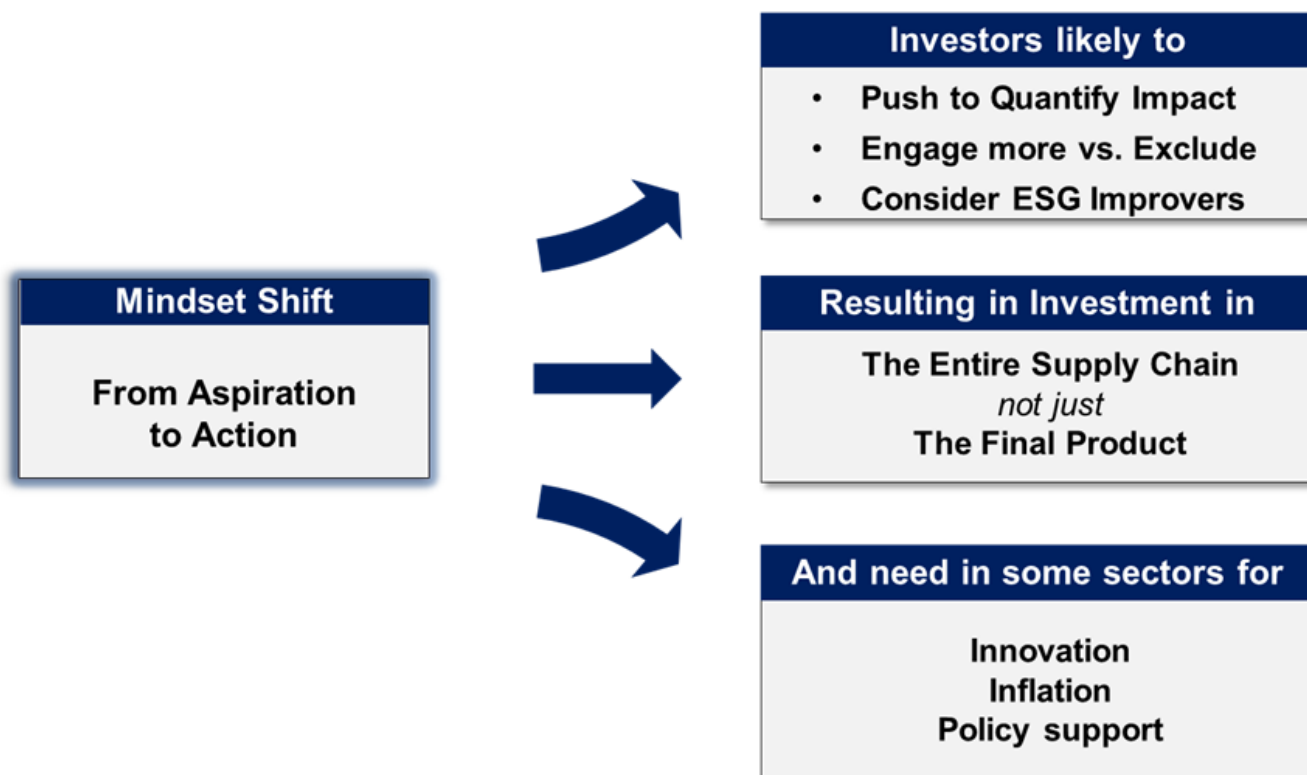 Mindset Shift
From Aspiration
to Action
Investors likely to
• Push to Quantify Impact
• Engage more vs. Exclude
• Consider ESG Improvers
Resulting in Investment in
The Entire Supply Chain
not just
The Final Product
And need in some sectors for
Innovation
Inflation
Policy support